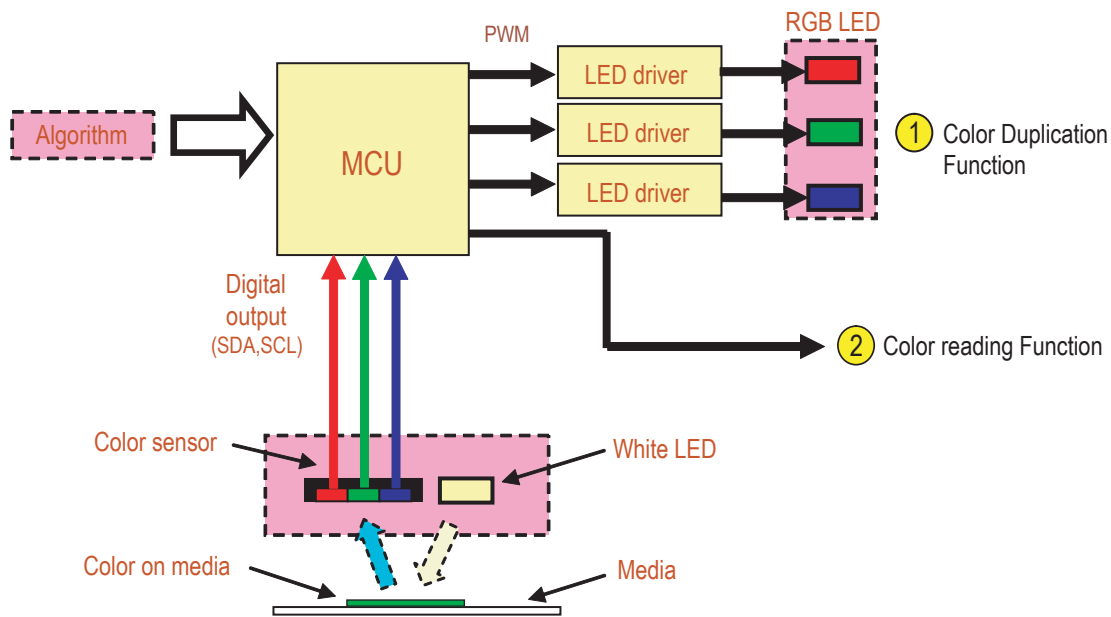 RGB LED
PWM
LED driver
Algorithm
LED driver
1
Color Duplication
Function
MCU
LED driver
Digital
output
(SDA,SCL)
2
Color reading Function
Color sensor
White LED
Color on media
Media